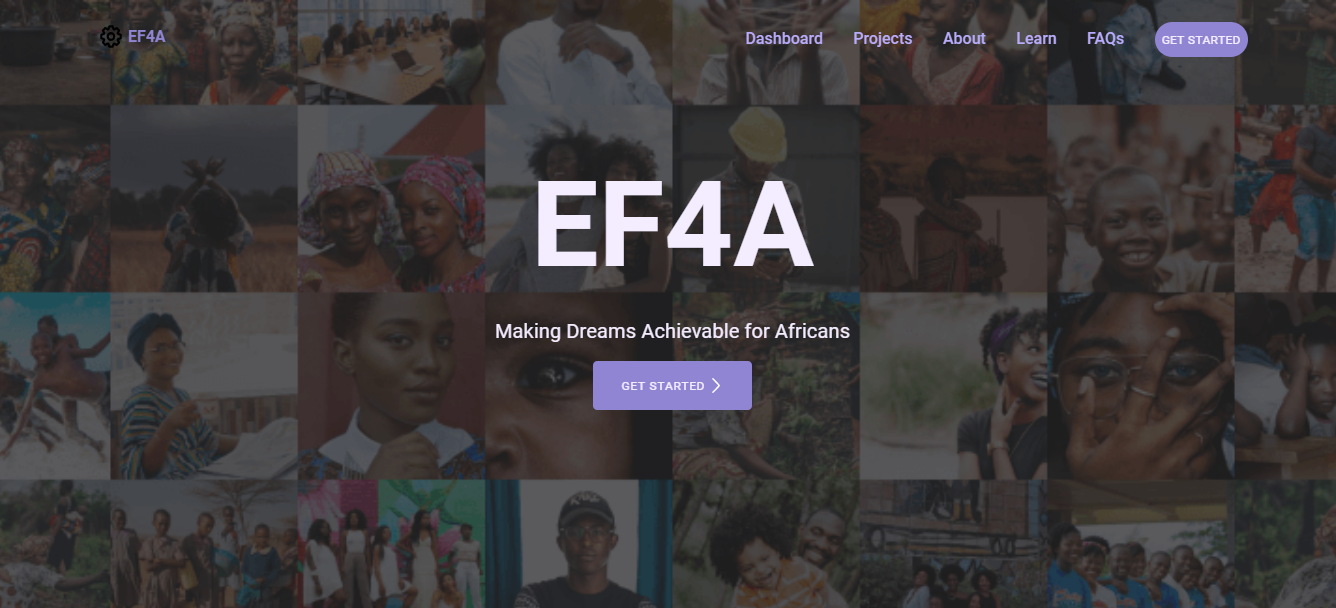 EF4A
Dashboard
Projects
About
Learn
FAQs
GET STARTED
EF4A
Making Dreams Achievable for Africans
GET STARTED